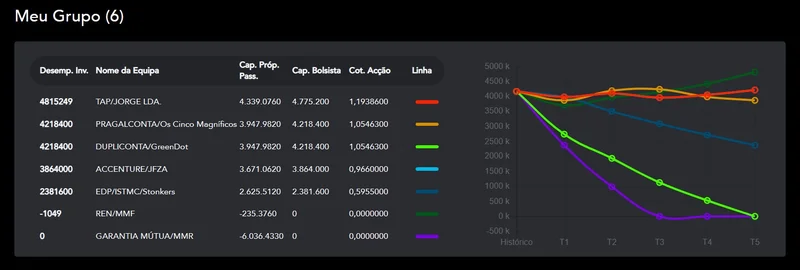 Meu Grupo (6)
Desemp. Inv. Nome da Equipa Cap. Próp. Pass. Cap. Bolsista Cot. Acção Linha
4815249 TAP/JORGE LDA. 4.339.0760 4.775.200 1,1938600
4218400 PRAGALCONTA/Os Cinco Magníficos 3.947.9820 4.218.400 1,0546300
4218400 DUPLICONTA/GreenDot 3.947.9820 4.218.400 1,0546300
3864000 ACCENTURE/JFZA 3.671.0620 3.864.000 0,9660000
2381600 EDP/ISTMC/Stonkers 2.625.5120 2.381.600 0,5955000
-1049 REN/MMF -235.3760 0 0,0000000
0 GARANTIA MÚTUA/MMR -6.036.4330 0 0,0000000
5000 k
4500 k
4000 k
3500 k
3000 k
2500 k
2000 k
1500 k
1000 k
500 k
0 k
-500 k
Histórico T1 T2 T3 T4 T5